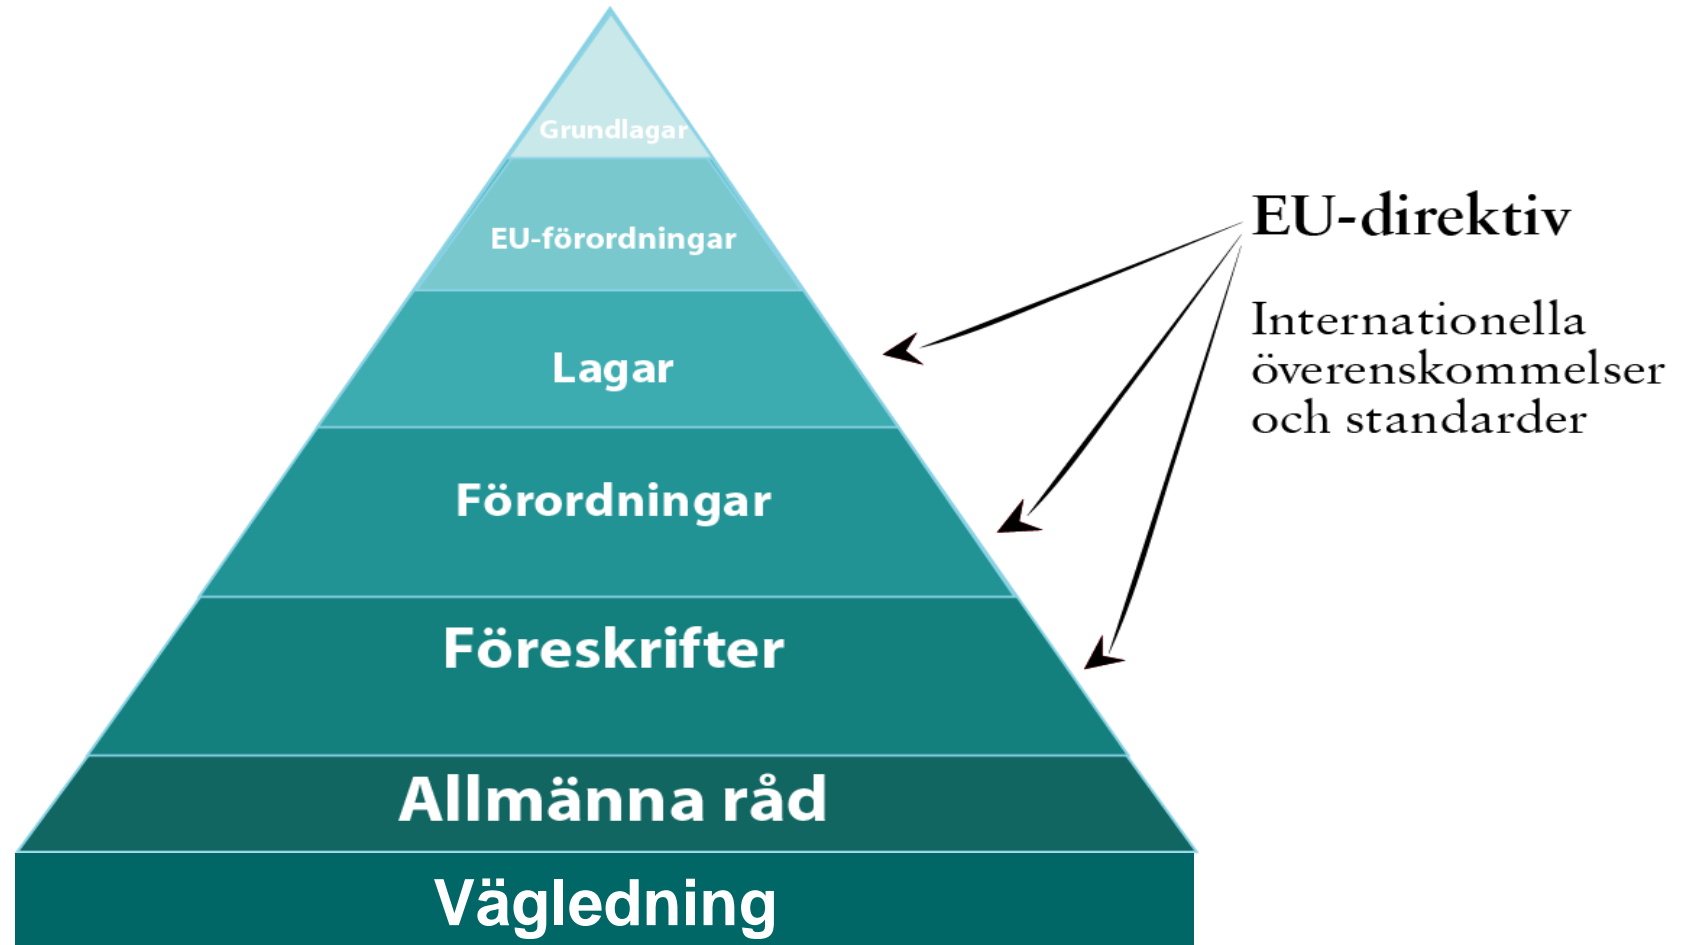 Grundlagar
EU-förordningar
Lagar
Förordningar
Föreskrifter
Allmänna råd
Vägledning
EU-direktiv
Internationella
överenskommelser
och standarder